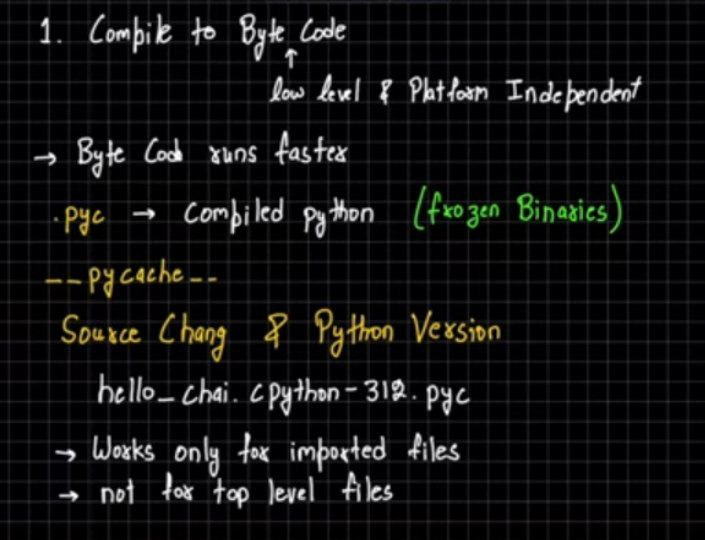 1. Compile to Byte Code
↑
low level & Platform Independent
→ Byte Cod runs faster
.pyc → compiled python (frozen Binaries)
--pycache--
Source Chang & Python Version
hello_chai.cpython-312.pyc
→ Works only for imported files
→ not for top level files